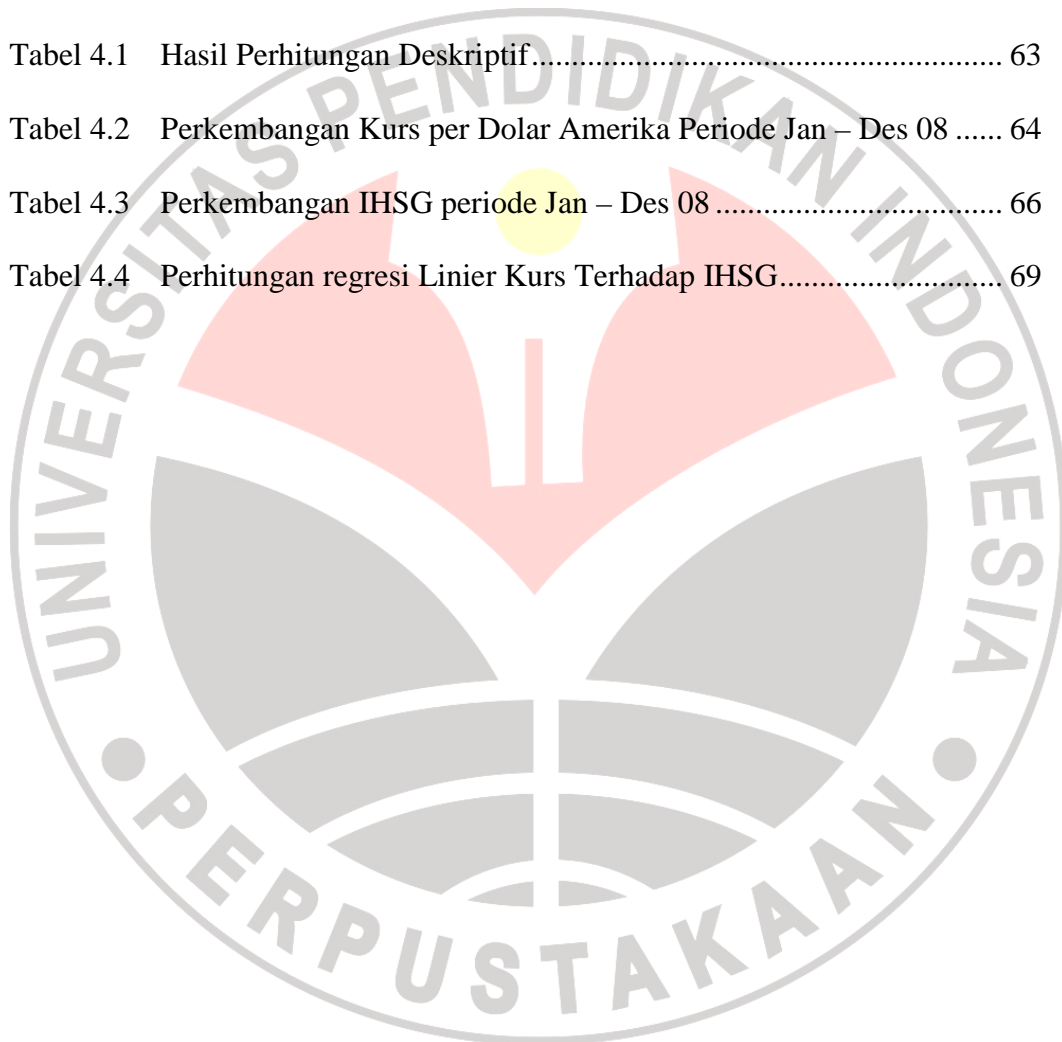 Tabel 4.1 Hasil Perhitungan Deskriptif ........................................................ 63
Tabel 4.2 Perkembangan Kurs per Dolar Amerika Periode Jan – Des 08 ...... 64
Tabel 4.3 Perkembangan IHSG periode Jan – Des 08 ................................... 66
Tabel 4.4 Perhitungan regresi Linier Kurs Terhadap IHSG........................... 69
UNIVERSITAS PENDIDIKAN INDONESIA
PERPUSTAKAAN